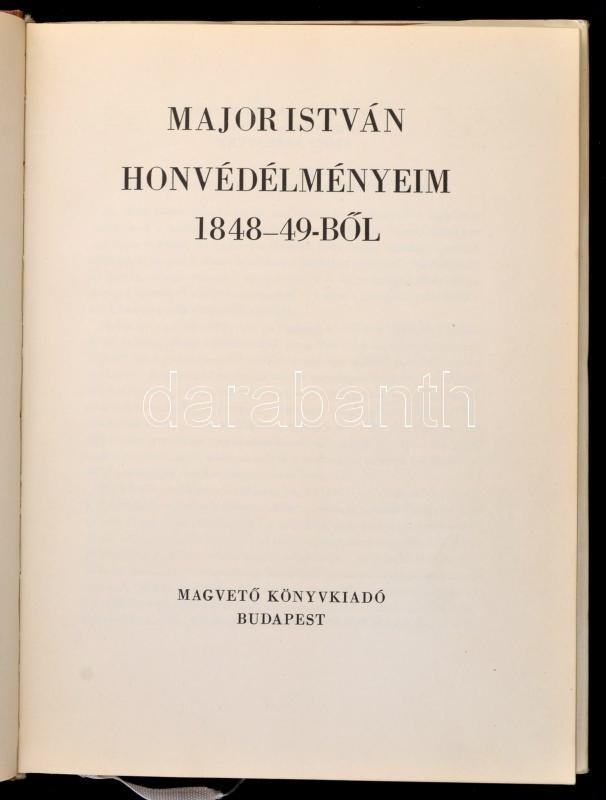 MAJOR ISTVÁN
HONVÉDÉLMÉNYEIM
1848–49-BŐL
darabanth
MAGVETŐ KÖNYVKIADÓ
BUDAPEST